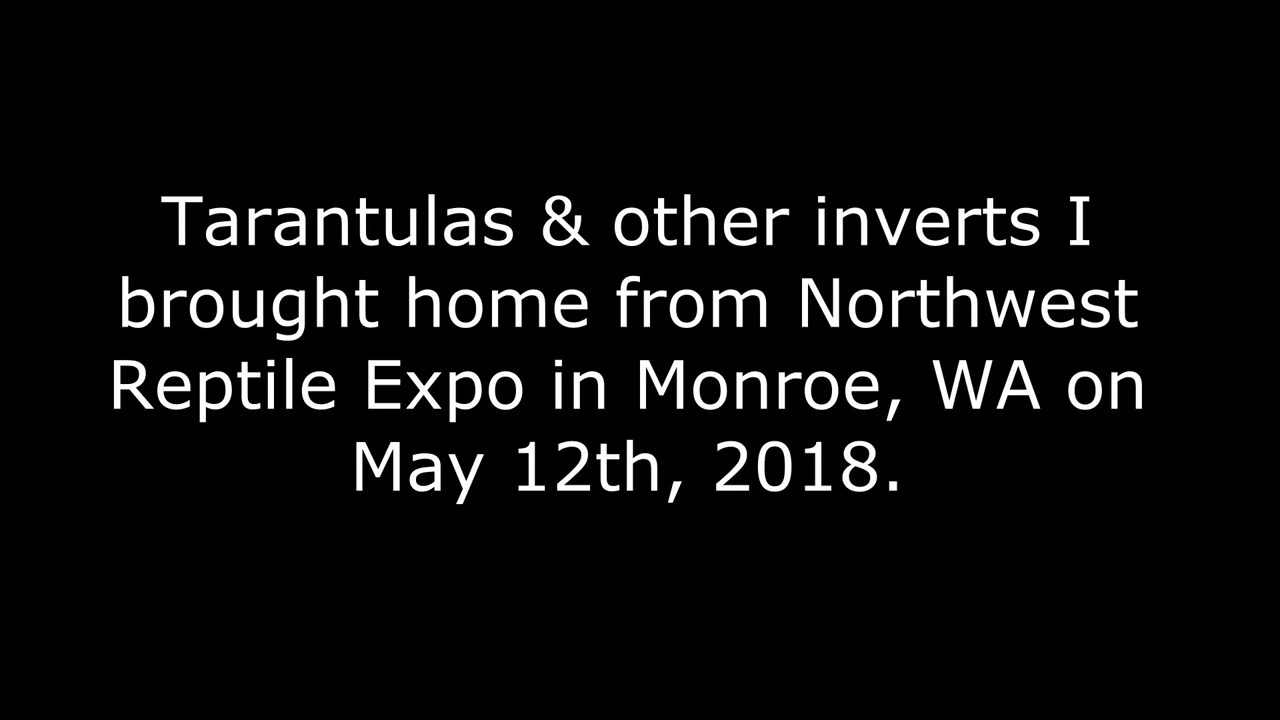 Tarantulas & other inverts I
brought home from Northwest
Reptile Expo in Monroe, WA on
May 12th, 2018.